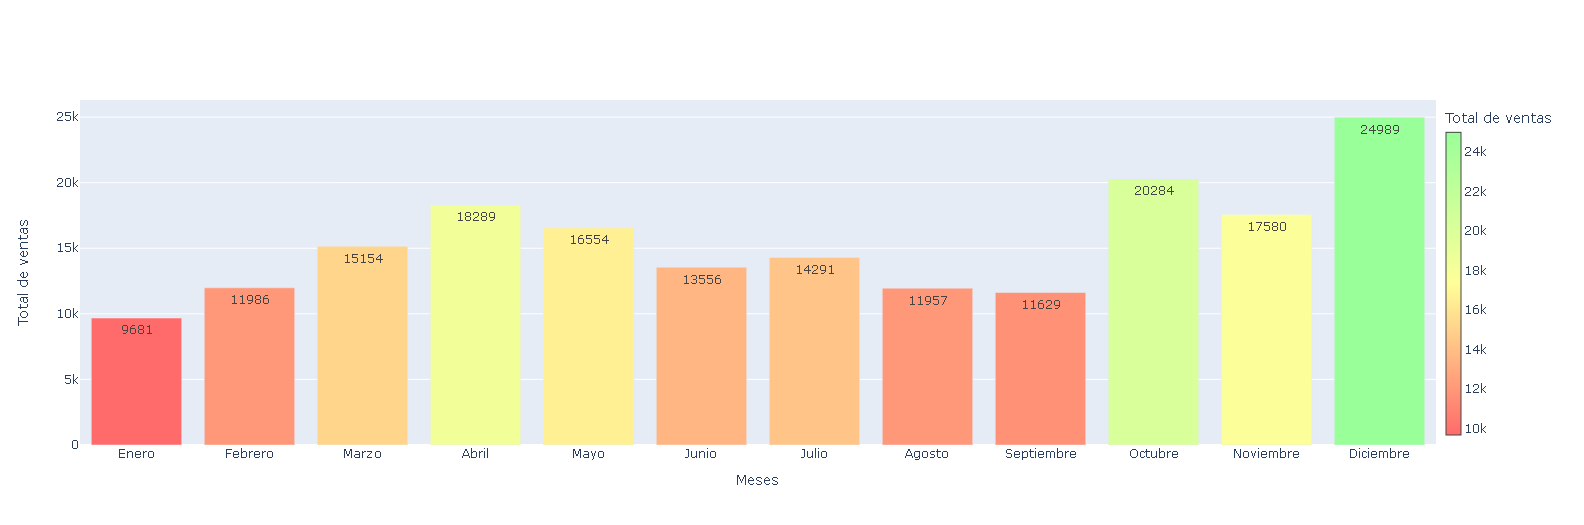 25k
20k
15k
10k
5k
0
Total de ventas
9681
11986
15154
18289
16554
13556
14291
11957
11629
20284
17580
24989
Enero
Febrero
Marzo
Abril
Mayo
Junio
Julio
Agosto
Septiembre
Octubre
Noviembre
Diciembre
Meses
Total de ventas
24k
22k
20k
18k
16k
14k
12k
10k